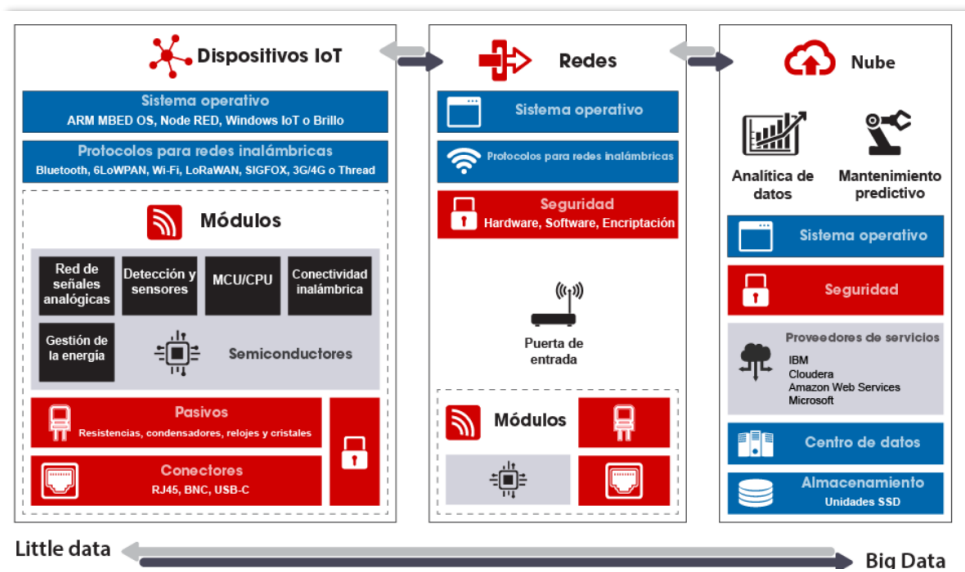 Dispositivos IoT
Sistema operativo
ARM MBED OS, Node RED, Windows IoT o Brillo
Protocolos para redes inalámbricas
Bluetooth, 6LoWPAN, Wi-Fi, LoRaWAN, SIGFOX, 3G/4G o Thread
Módulos
Red de
señales
analógicas
Detección y
sensores
MCU/CPU
Conectividad
inalámbrica
Gestión de
la energía
Semiconductores
Pasivos
Resistencias, condensadores, relojes y cristales
Conectores
RJ45, BNC, USB-C
Redes
Sistema operativo
Protocolos para redes inalámbricas
Seguridad
Hardware, Software, Encriptación
Puerta de
entrada
Módulos
Nube
Analítica de
datos
Mantenimiento
predictivo
Sistema operativo
Seguridad
Proveedores de servicios
IBM
Cloudera
Amazon Web Services
Microsoft
Centro de datos
Almacenamiento
Unidades SSD
Little data
Big Data